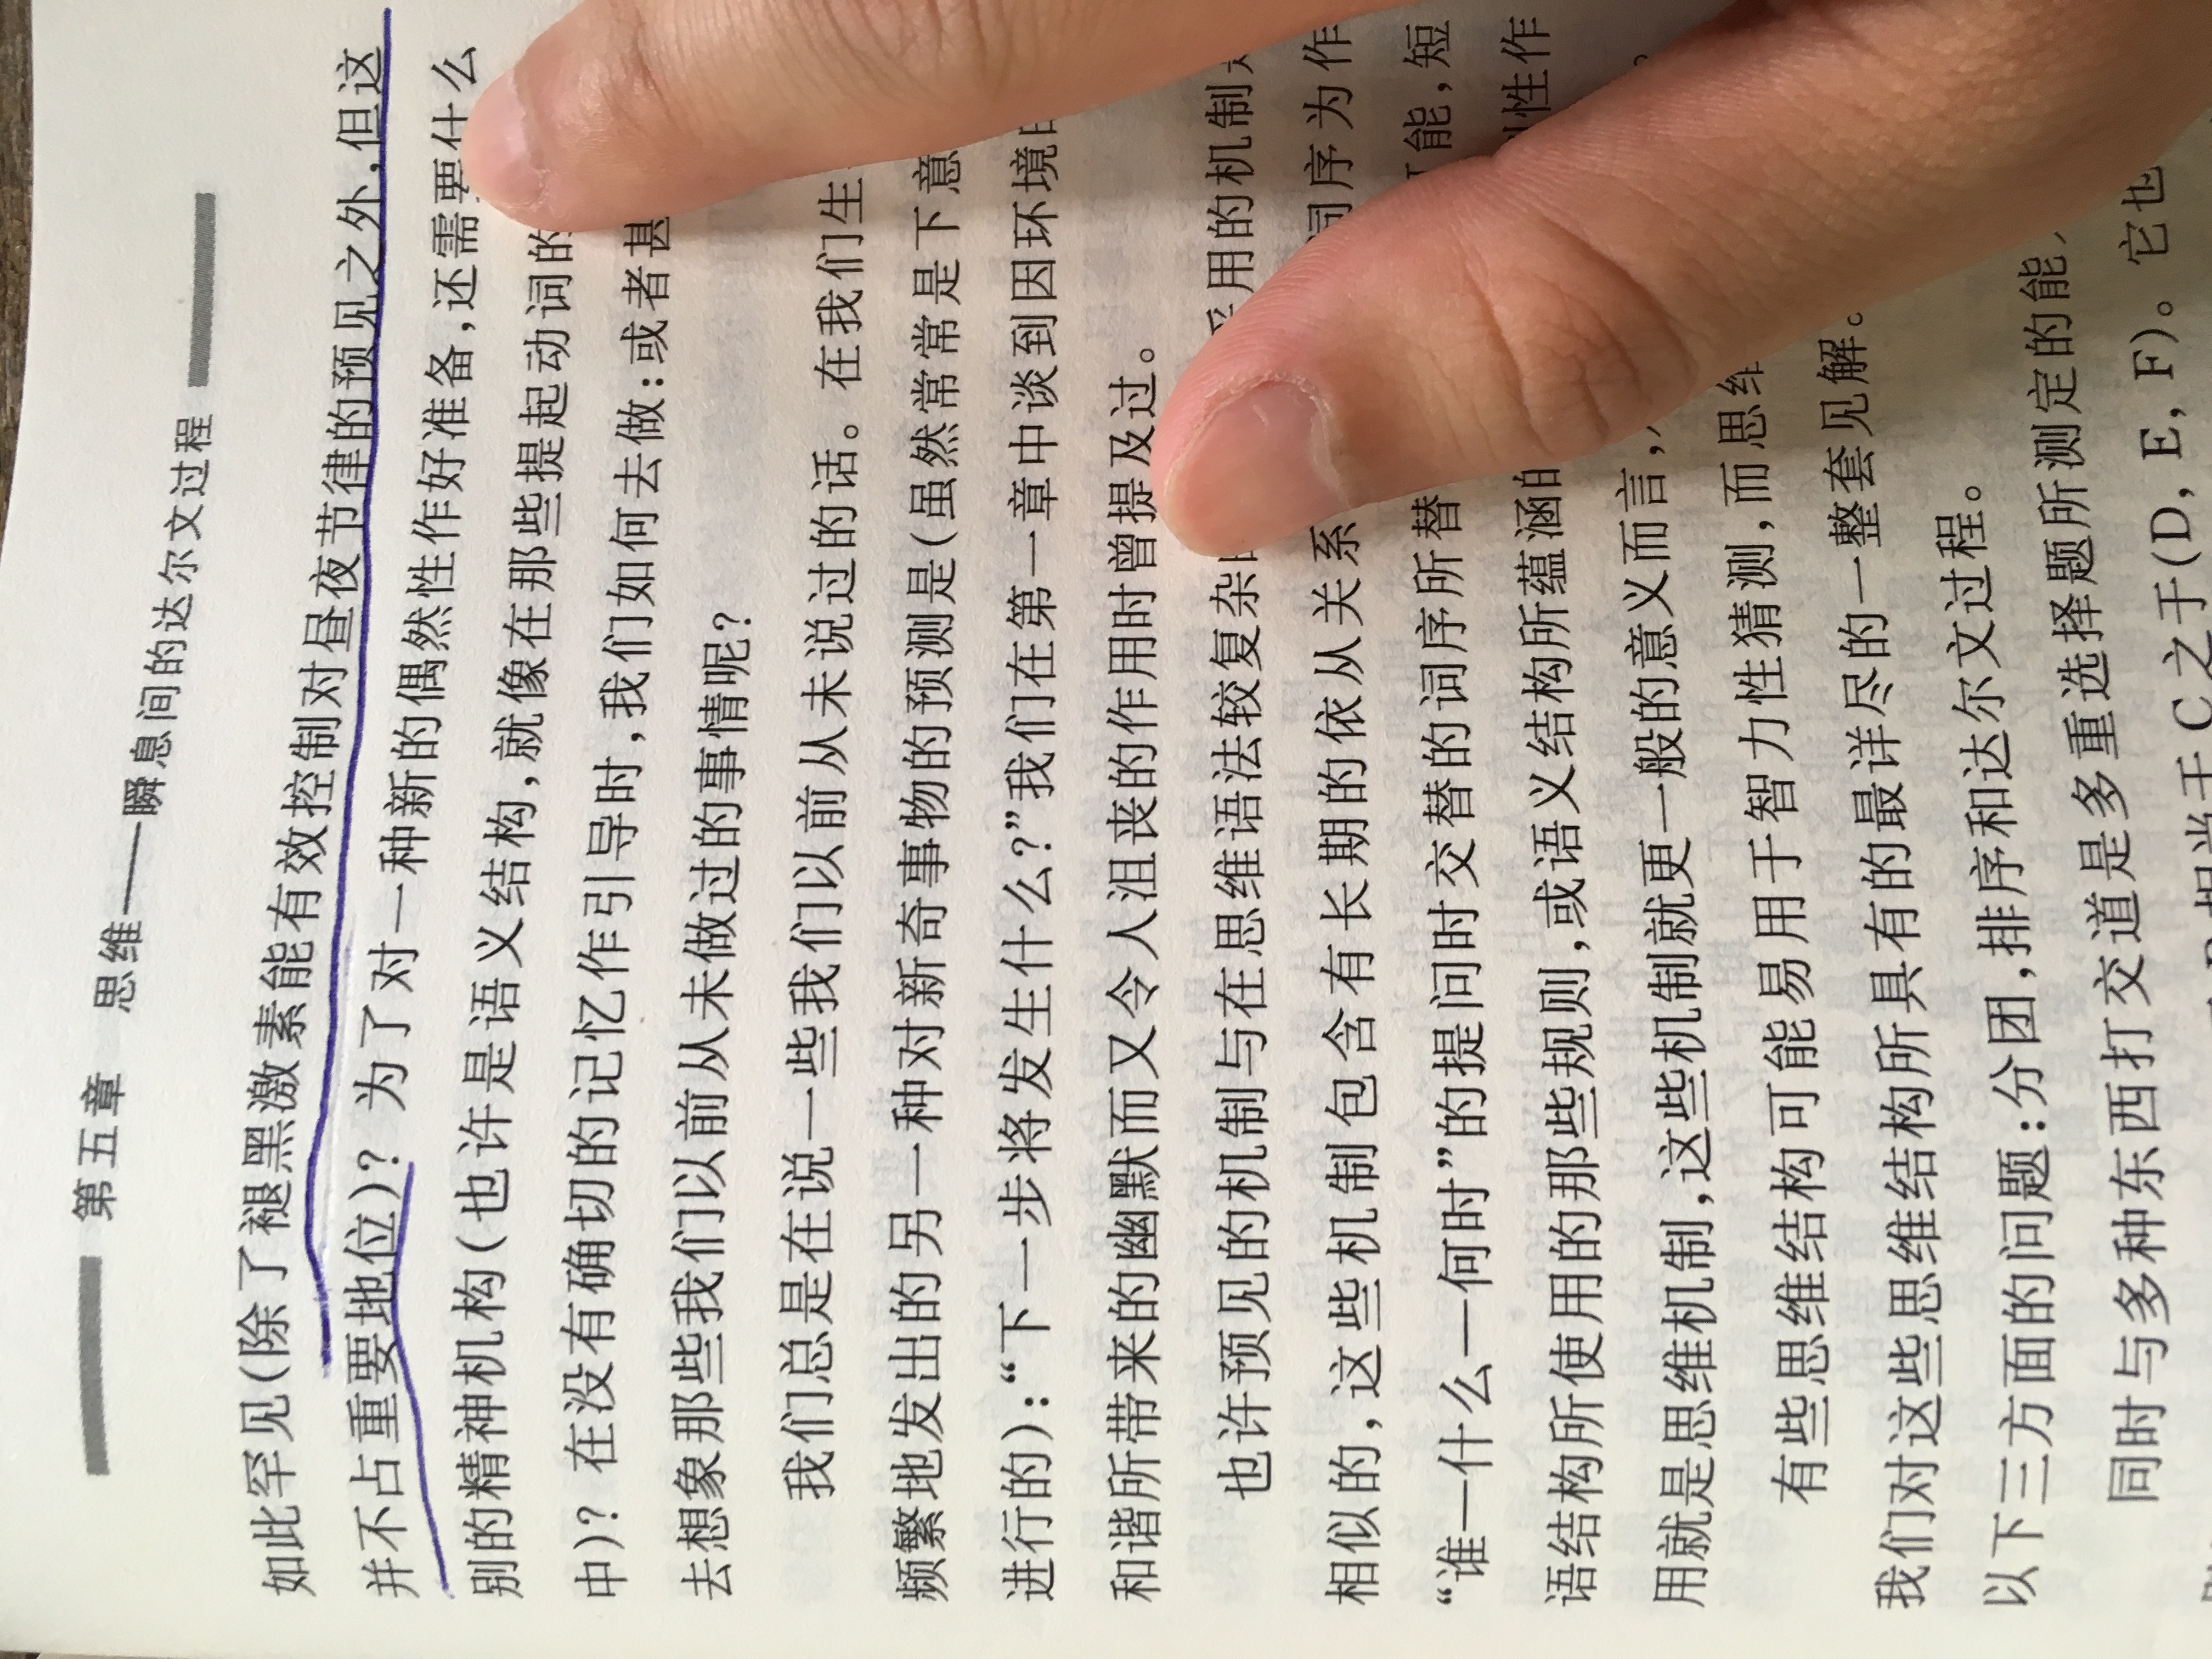 第五章 思维——瞬息间的达尔文过程
如此罕见(除了褪黑激素能有效控制对昼夜节律的预见之外,但这
并不占重要地位)? 为了对一种新的偶然性作好准备,还需要什么
别的精神机构(也许是语义结构,就像在那些提起动词的
中)? 在没有确切的记忆作引导时,我们如何去做:或者甚
去想象那些我们以前从未做过的事情呢?
我们总是在说一些我们以前从未说过的话。在我们生
频繁地发出的另一种对新奇事物的预测是(虽然常常是下意
进行的):“下一步将发生什么?”我们在第一章中谈到因环境
和谐所带来的幽默而又令人沮丧的作用时曾提及过。
也许预见的机制与在思维语法较复杂 采用的机制是
相似的,这些机制包含有长期的依从关系 词序为作
“谁—什么—何时”的提问时交替的词序所替 可能,短
语结构所使用的那些规则,或语义结构所蕴涵的 性作
用就是思维机制,这些机制就更一般的意义而言, 。
有些思维结构可能易用于智力性猜测,而思维
我们对这些思维结构所具有的最详尽的一整套见解。
以下三方面的问题:分团,排序和达尔文过程。
同时与多种东西打交道是多重选择题所测定的能
相当于 C 之于(D, E, F)。它也